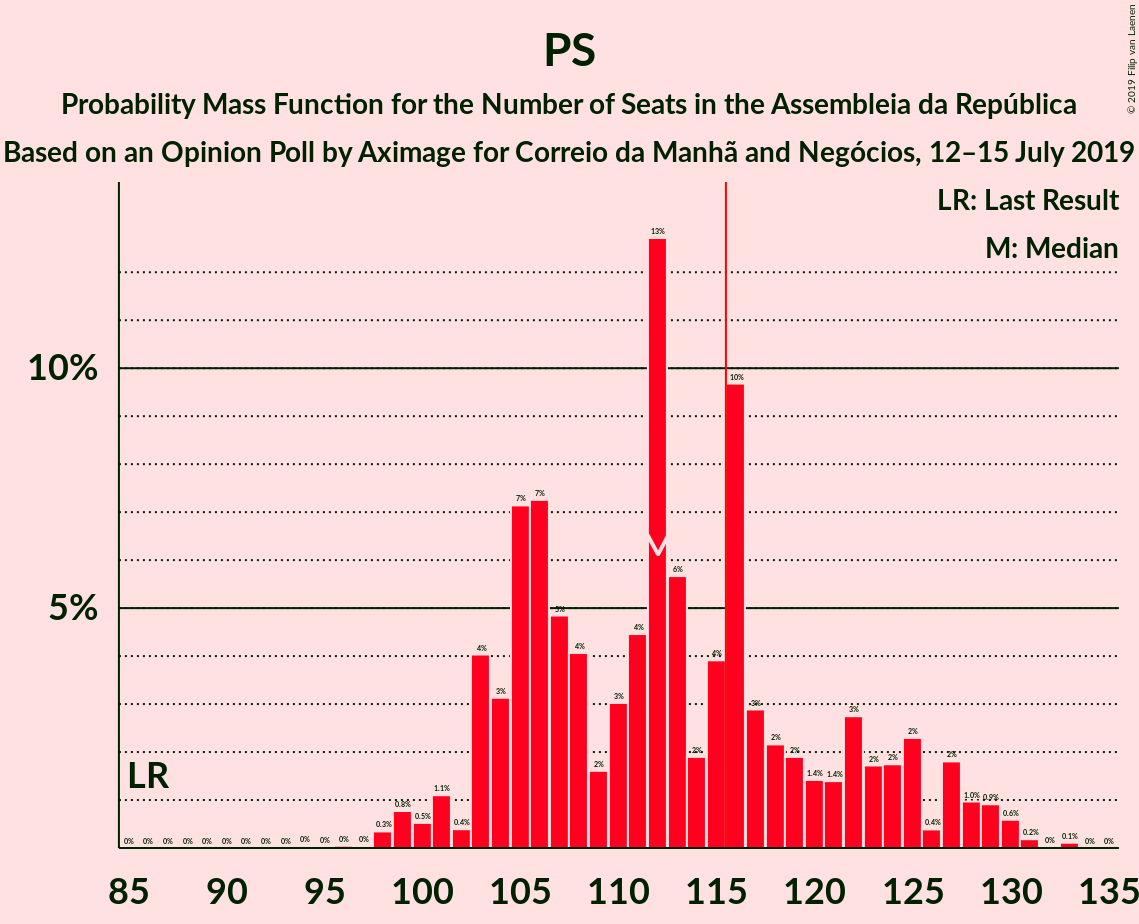 PS
Probability Mass Function for the Number of Seats in the Assembleia da República
Based on an Opinion Poll by Aximage for Correio da Manhã and Negócios, 12–15 July 2019
© 2019 Filip van Laenen
LR: Last Result
M: Median
10%
5%
LR
0% 0% 0% 0% 0% 0% 0% 0% 0% 0% 0% 0% 0% 0.3% 0.8% 0.5% 1.1% 0.4% 4% 3% 7% 7% 5% 4% 2% 3% 4% 13% 6% 2% 4% 10% 3% 2% 2% 1.4% 1.4% 3% 2% 2% 2% 0.4% 2% 1.0% 0.9% 0.6% 0.2% 0% 0.1% 0% 0%
85 90 95 100 105 110 115 120 125 130 135